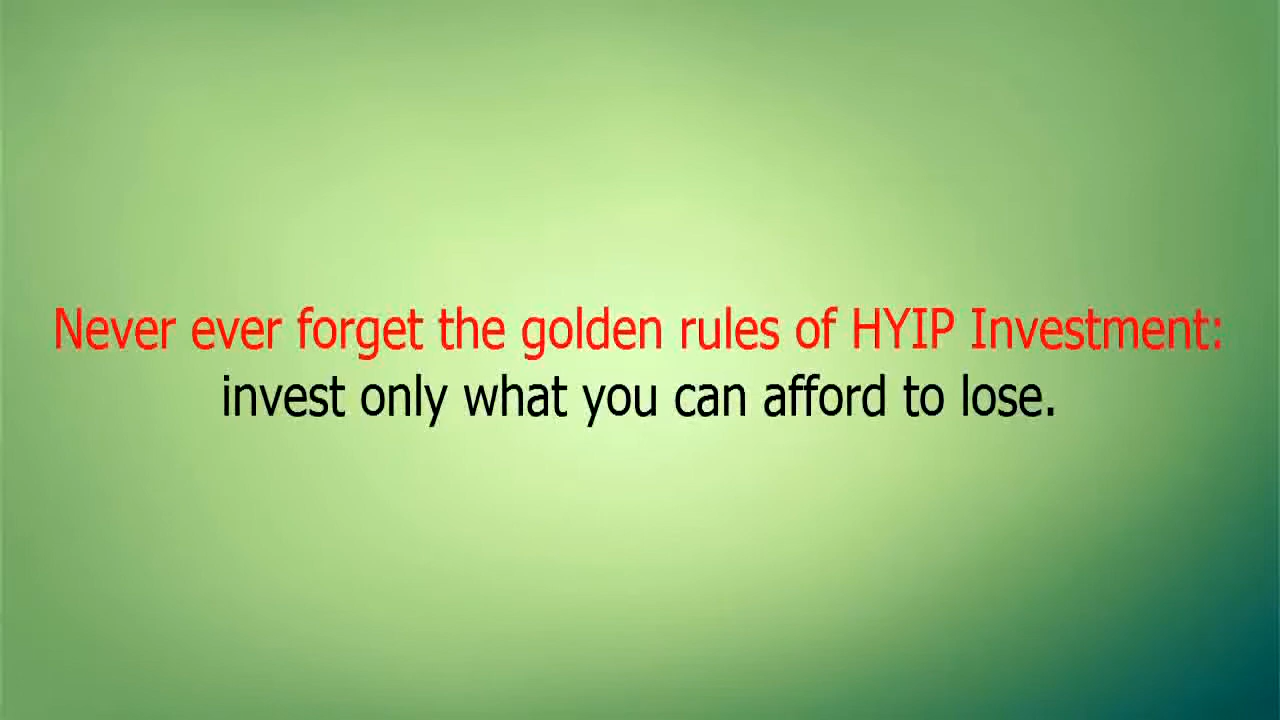 Never ever forget the golden rules of HYIP Investment:
invest only what you can afford to lose.